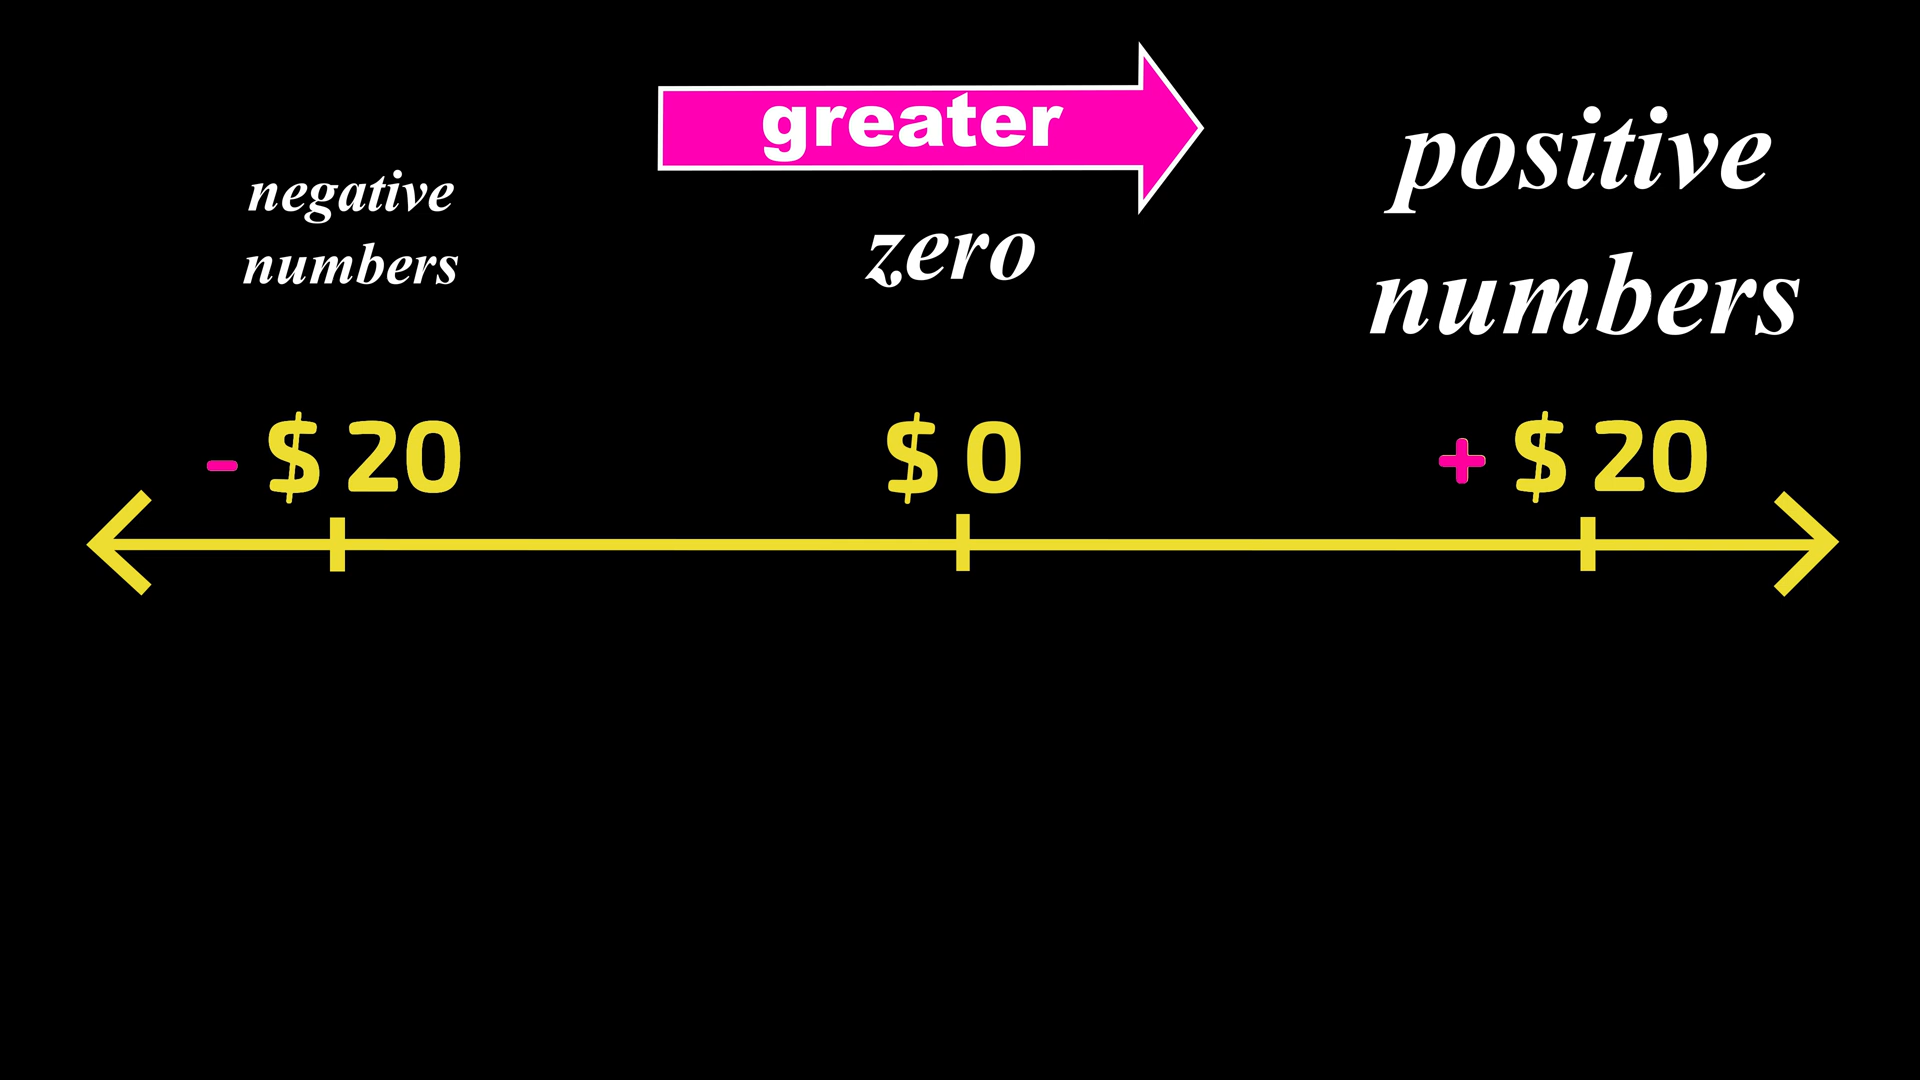 greater
negative
numbers
zero
positive
numbers
- $ 20
$ 0
+ $ 20